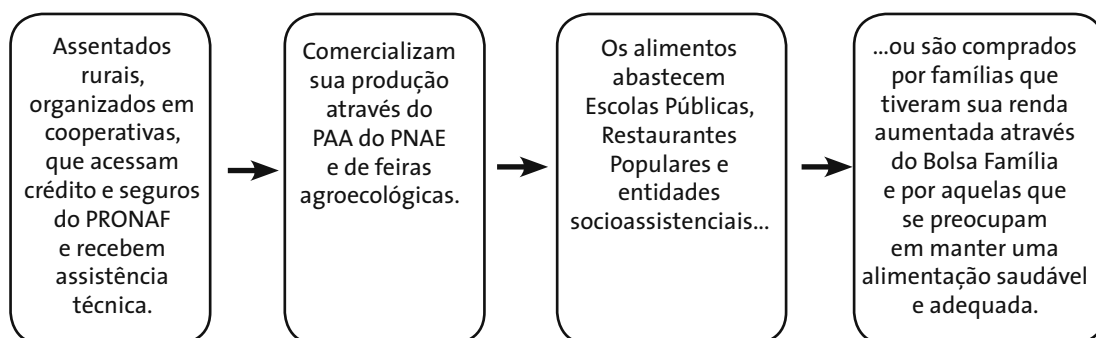 Assentados
rurais,
organizados em
cooperativas,
que acessam
crédito e seguros
do PRONAF
e recebem
assistência
técnica.
Comercializam
sua produção
através do
PAA do PNAE
e de feiras
agroecológicas.
Os alimentos
abastecem
Escolas Públicas,
Restaurantes
Populares e
entidades
socioassistenciais...
...ou são comprados
por famílias que
tiveram sua renda
aumentada através
do Bolsa Família
e por aquelas que
se preocupam
em manter uma
alimentação saudável
e adequada.